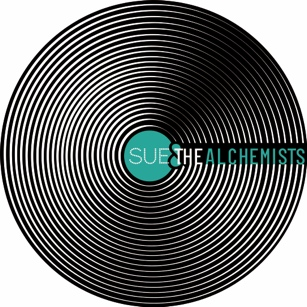 SUE & THE ALCHEMISTS